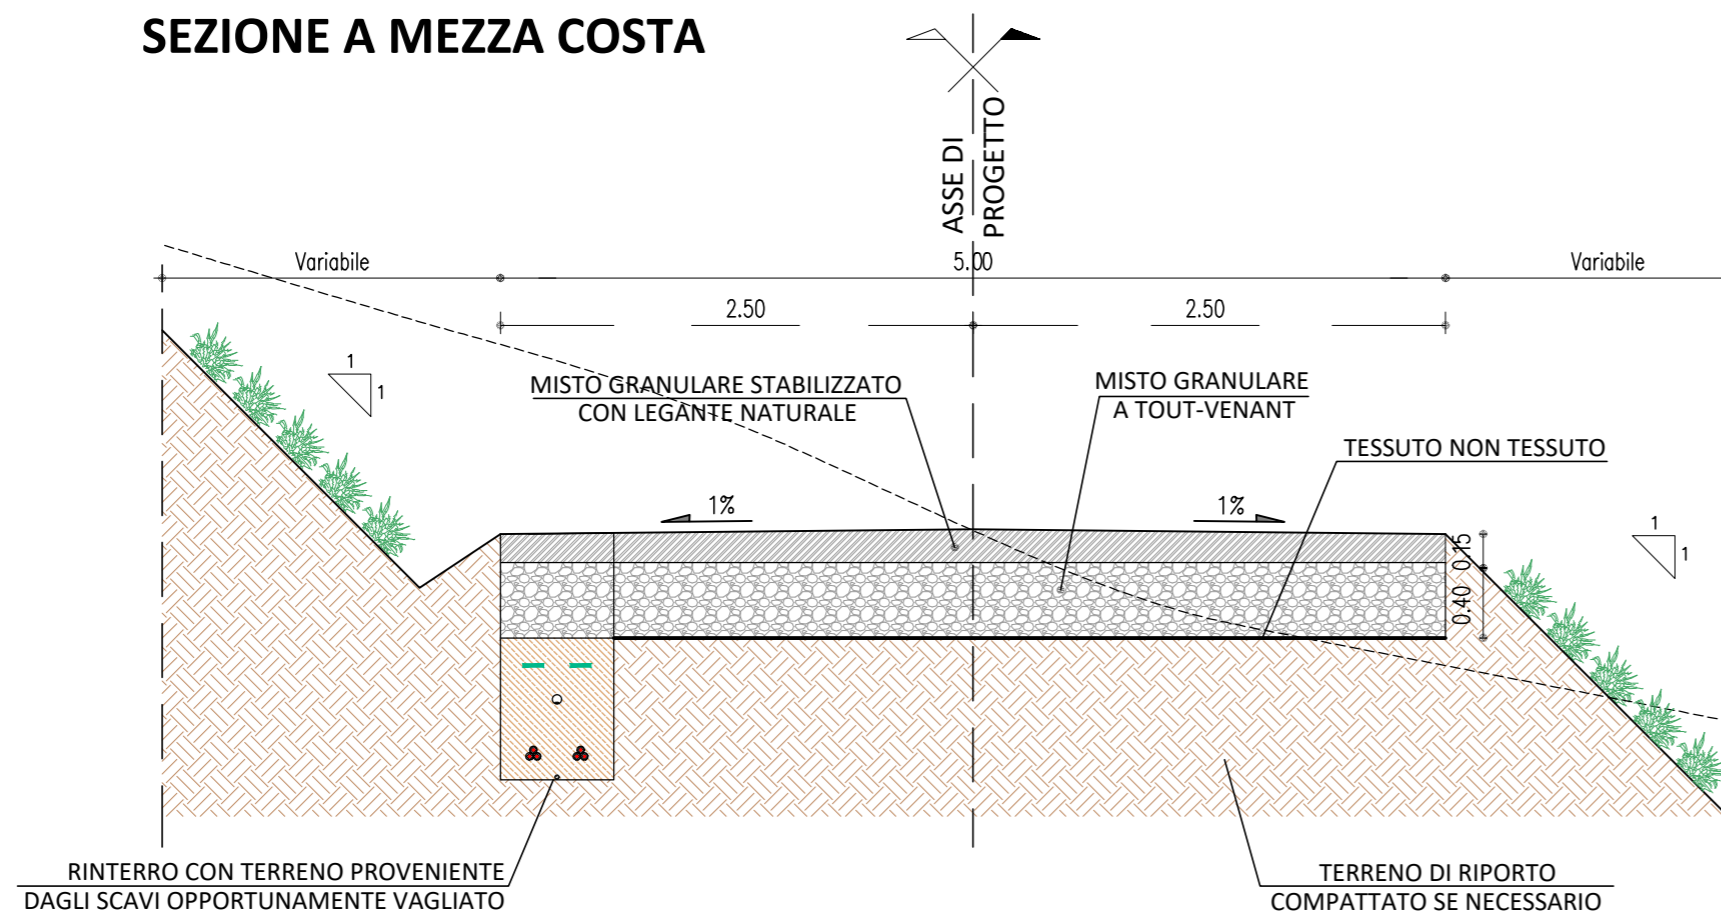 SEZIONE A MEZZA COSTA
ASSE DI
PROGETTO
Variabile
5.00
Variabile
2.50
2.50
1
1
MISTO GRANULARE STABILIZZATO
CON LEGANTE NATURALE
MISTO GRANULARE
A TOUT-VENANT
TESSUTO NON TESSUTO
1%
1%
0.15
0.40
1
1
RINTERRO CON TERRENO PROVENIENTE
DAGLI SCAVI OPPORTUNAMENTE VAGLIATO
TERRENO DI RIPORTO
COMPATTATO SE NECESSARIO